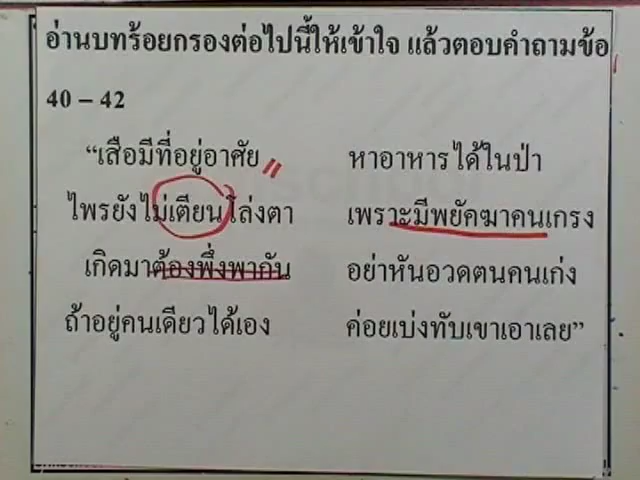 อ่านบทร้อยกรองต่อไปนี้ให้เข้าใจ แล้วตอบคำถามข้อ
40 – 42
“เสือมีที่อยู่อาศัย หาอาหารได้ในป่า
ไพรยังไม่เตียนโล่งตา เพราะมีพยัคฆาคนเกรง
เกิดมาต้องพึ่งพากัน อย่าหันอวดตนคนเก่ง
ถ้าอยู่คนเดียวได้เอง ค่อยเบ่งทับเขาเอาเลย”